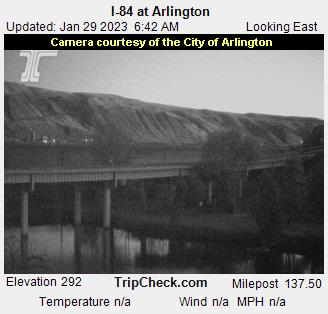 I-84 at Arlington
Updated: Jan 29 2023 6:42 AM Looking East
Camera courtesy of the City of Arlington
Elevation 292 TripCheck.com Milepost 137.50
Temperature n/a Wind n/a MPH n/a